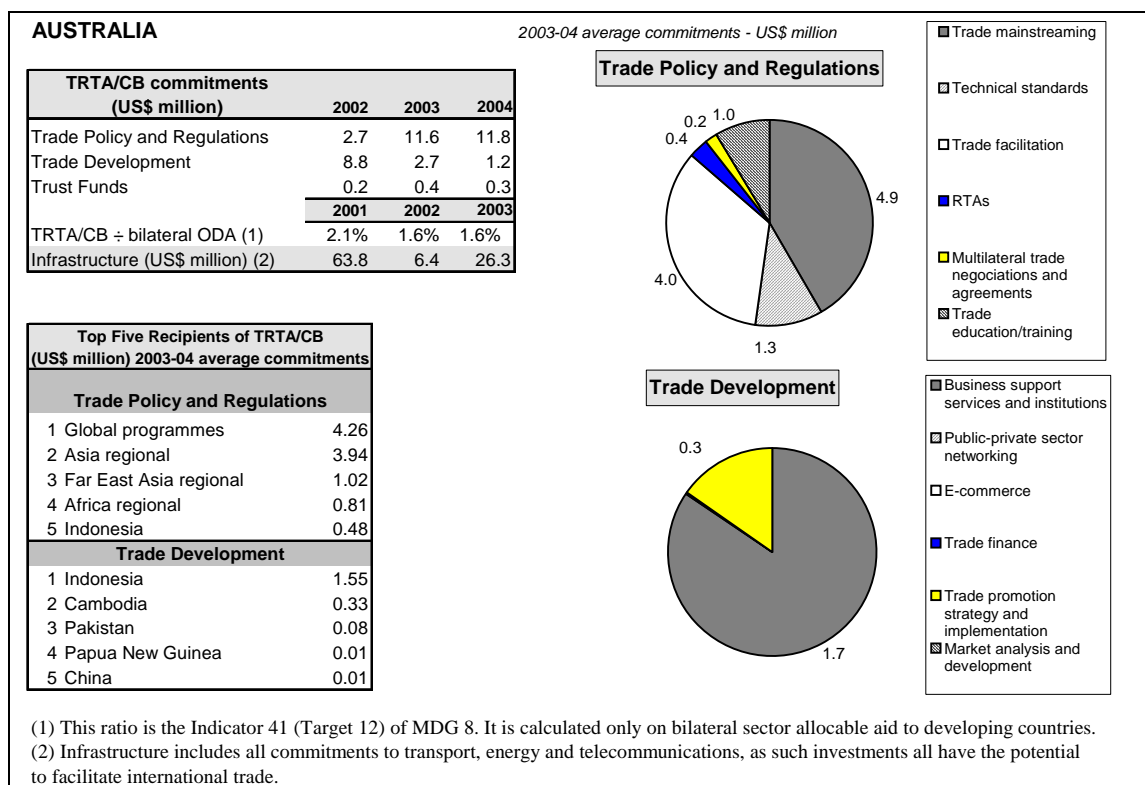 AUSTRALIA
2003-04 average commitments - US$ million
TRTA/CB commitments
(US$ million) 2002 2003 2004
Trade Policy and Regulations 2.7 11.6 11.8
Trade Development 8.8 2.7 1.2
Trust Funds 0.2 0.4 0.3
2001 2002 2003
TRTA/CB ÷ bilateral ODA (1) 2.1% 1.6% 1.6%
Infrastructure (US$ million) (2) 63.8 6.4 26.3
Top Five Recipients of TRTA/CB
(US$ million) 2003-04 average commitments
Trade Policy and Regulations
1 Global programmes 4.26
2 Asia regional 3.94
3 Far East Asia regional 1.02
4 Africa regional 0.81
5 Indonesia 0.48
Trade Development
1 Indonesia 1.55
2 Cambodia 0.33
3 Pakistan 0.08
4 Papua New Guinea 0.01
5 China 0.01
Trade Policy and Regulations
0.2 1.0
0.4
4.9
4.0
1.3
Trade mainstreaming
Technical standards
Trade facilitation
RTAs
Multilateral trade
negociations and
agreements
Trade
education/training
Trade Development
0.3
1.7
Business support
services and institutions
Public-private sector
networking
E-commerce
Trade finance
Trade promotion
strategy and
implementation
Market analysis and
development
(1) This ratio is the Indicator 41 (Target 12) of MDG 8. It is calculated only on bilateral sector allocable aid to developing countries.
(2) Infrastructure includes all commitments to transport, energy and telecommunications, as such investments all have the potential
to facilitate international trade.